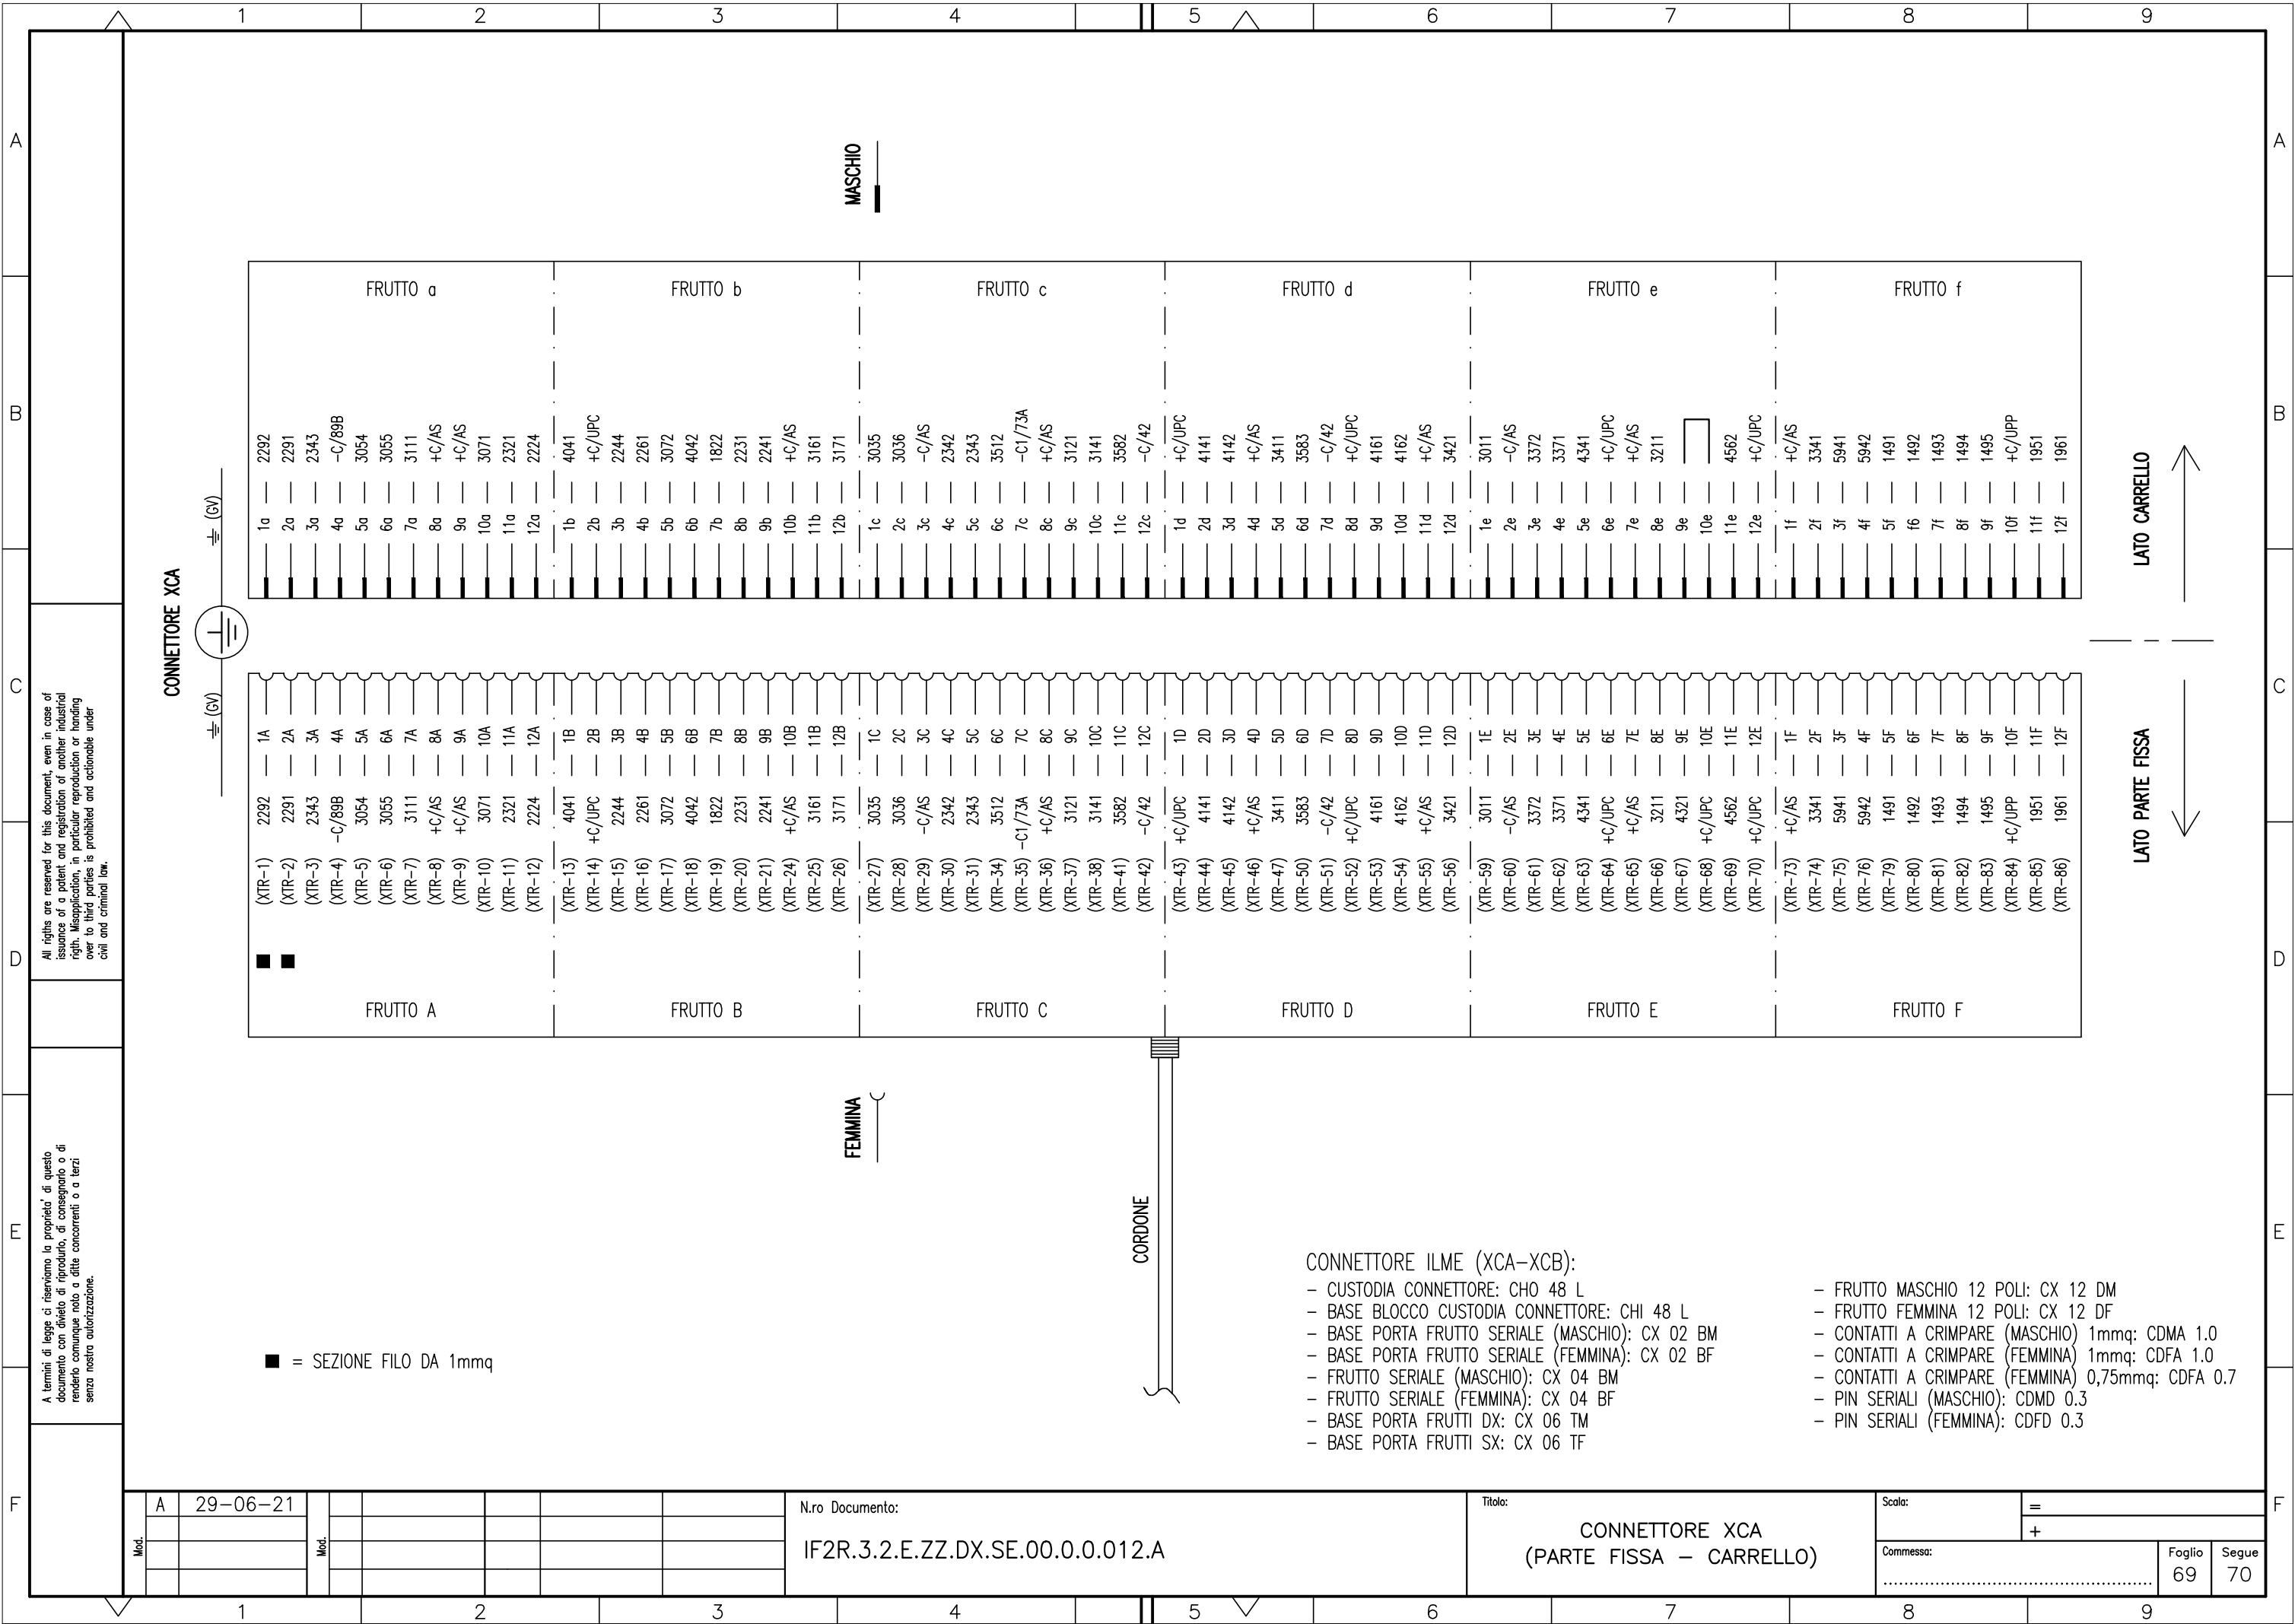 1 2 3 4 5 6 7 8 9
A A
B B
C C
D D
E E
F F
MASCHIO
FRUTTO a FRUTTO b FRUTTO c FRUTTO d FRUTTO e FRUTTO f
2292 2291 2343 -C/89B 3054 3055 3111 +C/AS +C/AS 3071 2321 2224
4041 +C/UPC 2244 2261 3072 4042 1822 2231 2241 +C/AS 3161 3171
3035 3036 -C/AS 2342 2343 3512 -C1/73A +C/AS 3121 3141 3582 -C/42
+C/UPC 4141 4142 +C/AS 3411 3583 -C/42 +C/UPC 4161 4162 +C/AS 3421
3011 -C/AS 3372 3371 4341 +C/UPC +C/AS 3211 4562 +C/UPC
+C/AS 3341 5941 5942 1491 1492 1493 1494 1495 +C/UPP 1951 1961
1a 2a 3a 4a 5a 6a 7a 8a 9a 10a 11a 12a
1b 2b 3b 4b 5b 6b 7b 8b 9b 10b 11b 12b
1c 2c 3c 4c 5c 6c 7c 8c 9c 10c 11c 12c
1d 2d 3d 4d 5d 6d 7d 8d 9d 10d 11d 12d
1e 2e 3e 4e 5e 6e 7e 8e 9e 10e 11e 12e
1f 2f 3f 4f 5f f6 7f 8f 9f 10f 11f 12f
(GV)
CONNETTORE XCA
(GV)
LATO CARRELLO
LATO PARTE FISSA
1A 2A 3A 4A 5A 6A 7A 8A 9A 10A 11A 12A
1B 2B 3B 4B 5B 6B 7B 8B 9B 10B 11B 12B
1C 2C 3C 4C 5C 6C 7C 8C 9C 10C 11C 12C
1D 2D 3D 4D 5D 6D 7D 8D 9D 10D 11D 12D
1E 2E 3E 4E 5E 6E 7E 8E 9E 10E 11E 12E
1F 2F 3F 4F 5F 6F 7F 8F 9F 10F 11F 12F
2292 2291 2343 -C/89B 3054 3055 3111 +C/AS +C/AS 3071 2321 2224
4041 +C/UPC 2244 2261 3072 4042 1822 2231 2241 +C/AS 3161 3171
3035 3036 -C/AS 2342 2343 3512 -C1/73A +C/AS 3121 3141 3582 -C/42
+C/UPC 4141 4142 +C/AS 3411 3583 -C/42 +C/UPC 4161 4162 +C/AS 3421
3011 -C/AS 3372 3371 4341 +C/UPC +C/AS 3211 4321 +C/UPC 4562 +C/UPC
+C/AS 3341 5941 5942 1491 1492 1493 1494 1495 +C/UPP 1951 1961
(XTR-1) (XTR-2) (XTR-3) (XTR-4) (XTR-5) (XTR-6) (XTR-7) (XTR-8) (XTR-9) (XTR-10) (XTR-11) (XTR-12)
(XTR-13) (XTR-14) (XTR-15) (XTR-16) (XTR-17) (XTR-18) (XTR-19) (XTR-20) (XTR-21) (XTR-24) (XTR-25) (XTR-26)
(XTR-27) (XTR-28) (XTR-29) (XTR-30) (XTR-31) (XTR-34) (XTR-35) (XTR-36) (XTR-37) (XTR-38) (XTR-41) (XTR-42)
(XTR-43) (XTR-44) (XTR-45) (XTR-46) (XTR-47) (XTR-50) (XTR-51) (XTR-52) (XTR-53) (XTR-54) (XTR-55) (XTR-56)
(XTR-59) (XTR-60) (XTR-61) (XTR-62) (XTR-63) (XTR-64) (XTR-65) (XTR-66) (XTR-67) (XTR-68) (XTR-69) (XTR-70)
(XTR-73) (XTR-74) (XTR-75) (XTR-76) (XTR-79) (XTR-80) (XTR-81) (XTR-82) (XTR-83) (XTR-84) (XTR-85) (XTR-86)
FRUTTO A FRUTTO B FRUTTO C FRUTTO D FRUTTO E FRUTTO F
FEMMINA
CORDONE
■ = SEZIONE FILO DA 1mmq
CONNETTORE ILME (XCA-XCB):
- CUSTODIA CONNETTORE: CHO 48 L
- BASE BLOCCO CUSTODIA CONNETTORE: CHI 48 L
- BASE PORTA FRUTTO SERIALE (MASCHIO): CX 02 BM
- BASE PORTA FRUTTO SERIALE (FEMMINA): CX 02 BF
- FRUTTO SERIALE (MASCHIO): CX 04 BM
- FRUTTO SERIALE (FEMMINA): CX 04 BF
- BASE PORTA FRUTTI DX: CX 06 TM
- BASE PORTA FRUTTI SX: CX 06 TF
- FRUTTO MASCHIO 12 POLI: CX 12 DM
- FRUTTO FEMMINA 12 POLI: CX 12 DF
- CONTATTI A CRIMPARE (MASCHIO) 1mmq: CDMA 1.0
- CONTATTI A CRIMPARE (FEMMINA) 1mmq: CDFA 1.0
- CONTATTI A CRIMPARE (FEMMINA) 0,75mmq: CDFA 0.7
- PIN SERIALI (MASCHIO): CDMD 0.3
- PIN SERIALI (FEMMINA): CDFD 0.3
All rigths are reserved for this document, even in case of
issuance of a patent and registration of another industrial
rigth. Misapplication, in particular reproduction or handing
over to third parties is prohibited and actionable under
civil and criminal law.
A termini di legge ci riserviamo la proprieta' di questo
documento con divieto di riprodurlo, di consegnarlo o di
renderlo comunque noto a ditte concorrenti o a terzi
senza nostra autorizzazione.
Mod. A 29-06-21 Mod.
N.ro Documento:
IF2R.3.2.E.ZZ.DX.SE.00.0.0.012.A
Titolo:
CONNETTORE XCA
(PARTE FISSA - CARRELLO)
Scala:
=
+
Commessa:
Foglio
69
Segue
70
1 2 3 4 5 6 7 8 9